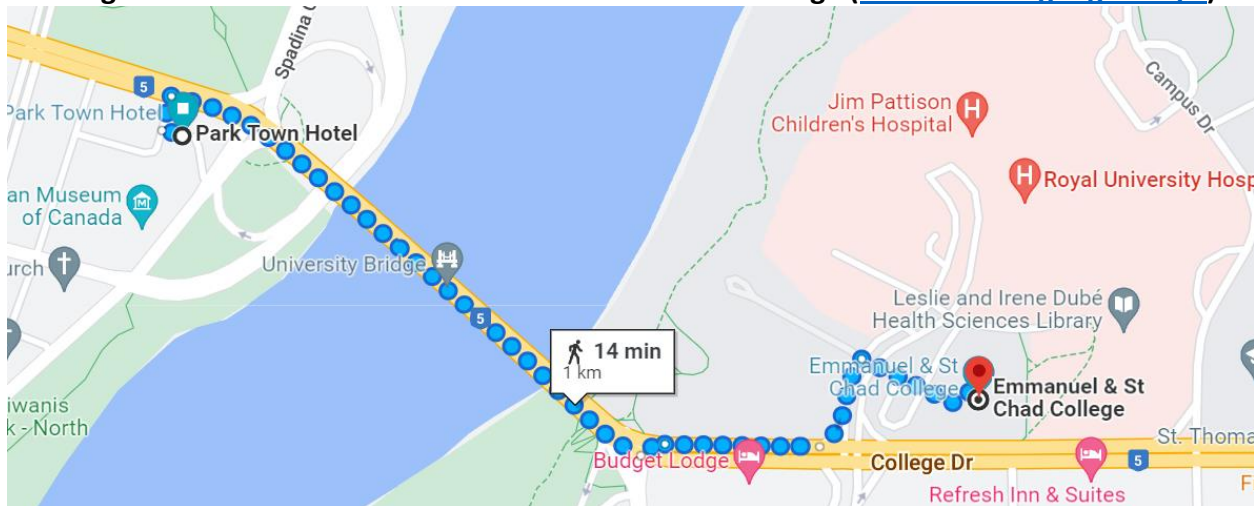 Spadina C
5
Park Town Hotel
Park Town Hotel
an Museum
of Canada
urch
University Bridge
5
14 min
1 km
iwanis
k - North
Jim Pattison
Children's Hospital
Campus Dr
Royal University Hosp
Leslie and Irene Dubé
Health Sciences Library
Emmanuel & St
Chad College
Emmanuel & St
Chad College
St. Thoma
Budget Lodge
College Dr
5
Refresh Inn & Suites